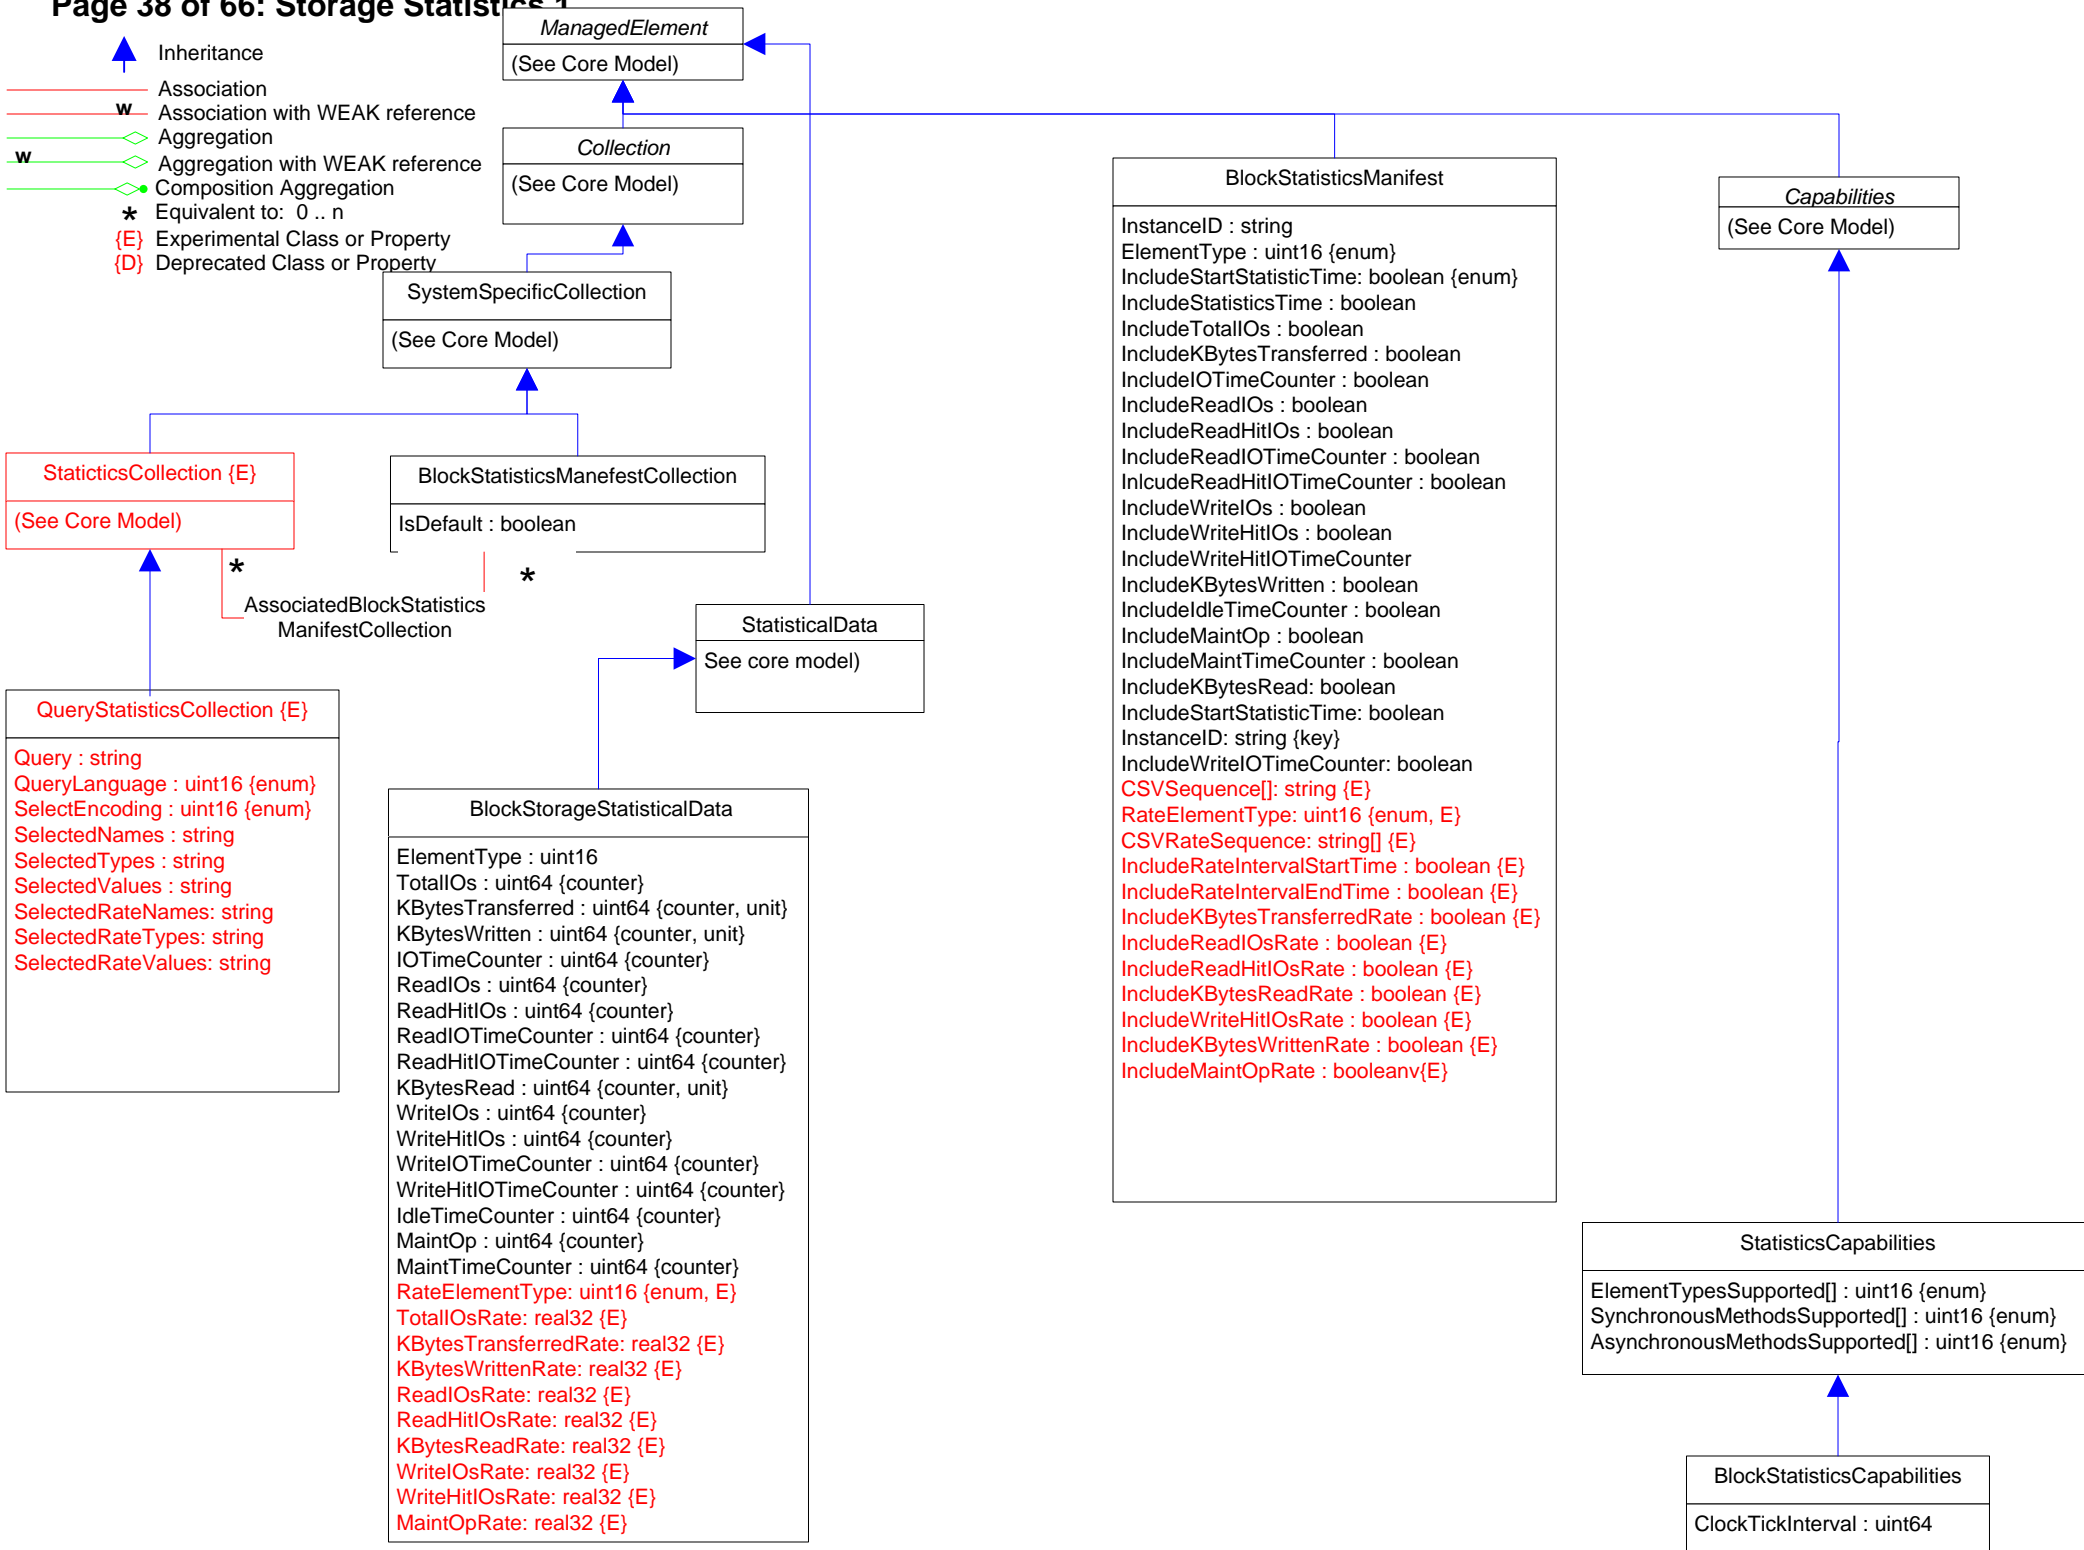 Page 38 of 66: Storage Statistics 1
Inheritance
Association
w Association with WEAK reference
Aggregation
w Aggregation with WEAK reference
Composition Aggregation
* Equivalent to: 0 .. n
{E} Experimental Class or Property
{D} Deprecated Class or Property
ManagedElement
(See Core Model)
Collection
(See Core Model)
SystemSpecificCollection
(See Core Model)
StaticticsCollection {E}
(See Core Model)
BlockStatisticsManefestCollection
IsDefault : boolean
*
*
AssociatedBlockStatistics
ManifestCollection
QueryStatisticsCollection {E}
Query : string
QueryLanguage : uint16 {enum}
SelectEncoding : uint16 {enum}
SelectedNames : string
SelectedTypes : string
SelectedValues : string
SelectedRateNames: string
SelectedRateTypes: string
SelectedRateValues: string
StatisticalData
See core model)
BlockStorageStatisticalData
ElementType : uint16
TotalIOs : uint64 {counter}
KBytesTransferred : uint64 {counter, unit}
KBytesWritten : uint64 {counter, unit}
IOTimeCounter : uint64 {counter}
ReadIOs : uint64 {counter}
ReadHitIOs : uint64 {counter}
ReadIOTimeCounter : uint64 {counter}
ReadHitIOTimeCounter : uint64 {counter}
KBytesRead : uint64 {counter, unit}
WriteIOs : uint64 {counter}
WriteHitIOs : uint64 {counter}
WriteIOTimeCounter : uint64 {counter}
WriteHitIOTimeCounter : uint64 {counter}
IdleTimeCounter : uint64 {counter}
MaintOp : uint64 {counter}
MaintTimeCounter : uint64 {counter}
RateElementType: uint16 {enum, E}
TotalIOsRate: real32 {E}
KBytesTransferredRate: real32 {E}
KBytesWrittenRate: real32 {E}
ReadIOsRate: real32 {E}
ReadHitIOsRate: real32 {E}
KBytesReadRate: real32 {E}
WriteIOsRate: real32 {E}
WriteHitIOsRate: real32 {E}
MaintOpRate: real32 {E}
BlockStatisticsManifest
InstanceID : string
ElementType : uint16 {enum}
IncludeStartStatisticTime: boolean {enum}
IncludeStatisticsTime : boolean
IncludeTotalIOs : boolean
IncludeKBytesTransferred : boolean
IncludeIOTimeCounter : boolean
IncludeReadIOs : boolean
IncludeReadHitIOs : boolean
IncludeReadIOTimeCounter : boolean
InlcudeReadHitIOTimeCounter : boolean
IncludeWriteIOs : boolean
IncludeWriteHitIOs : boolean
IncludeWriteHitIOTimeCounter
IncludeKBytesWritten : boolean
IncludeIdleTimeCounter : boolean
IncludeMaintOp : boolean
IncludeMaintTimeCounter : boolean
IncludeKBytesRead: boolean
IncludeStartStatisticTime: boolean
InstanceID: string {key}
IncludeWriteIOTimeCounter: boolean
CSVSequence[]: string {E}
RateElementType: uint16 {enum, E}
CSVRateSequence: string[] {E}
IncludeRateIntervalStartTime : boolean {E}
IncludeRateIntervalEndTime : boolean {E}
IncludeKBytesTransferredRate : boolean {E}
IncludeReadIOsRate : boolean {E}
IncludeReadHitIOsRate : boolean {E}
IncludeKBytesReadRate : boolean {E}
IncludeWriteHitIOsRate : boolean {E}
IncludeKBytesWrittenRate : boolean {E}
IncludeMaintOpRate : booleanv{E}
Capabilities
(See Core Model)
StatisticsCapabilities
ElementTypesSupported[] : uint16 {enum}
SynchronousMethodsSupported[] : uint16 {enum}
AsynchronousMethodsSupported[] : uint16 {enum}
BlockStatisticsCapabilities
ClockTickInterval : uint64